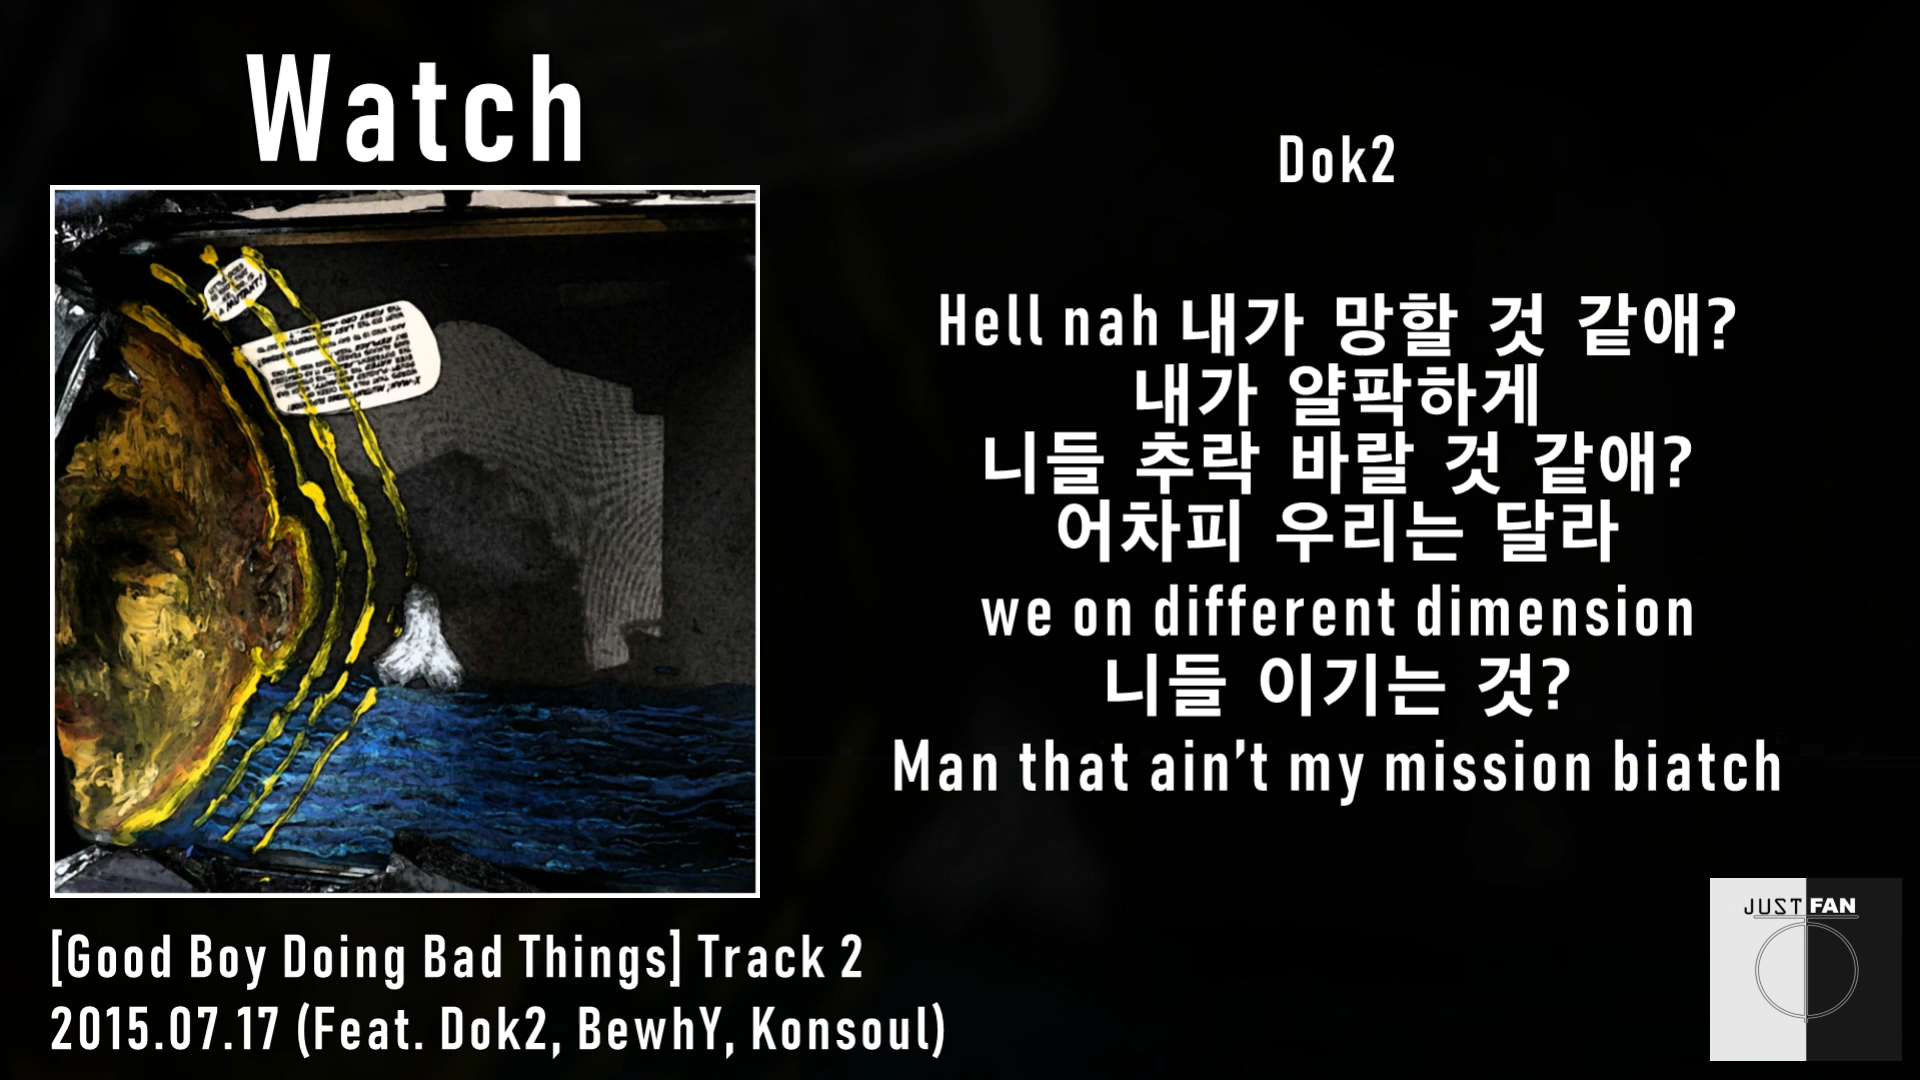 Watch
Dok2
Hell nah 내가 망할 것 같애?
내가 얄팍하게
니들 추락 바랄 것 같애?
어차피 우리는 달라
we on different dimension
니들 이기는 것?
Man that ain't my mission biatch
[Good Boy Doing Bad Things] Track 2
2015.07.17 (Feat. Dok2, BewhY, Konsoul)
JUST FAN